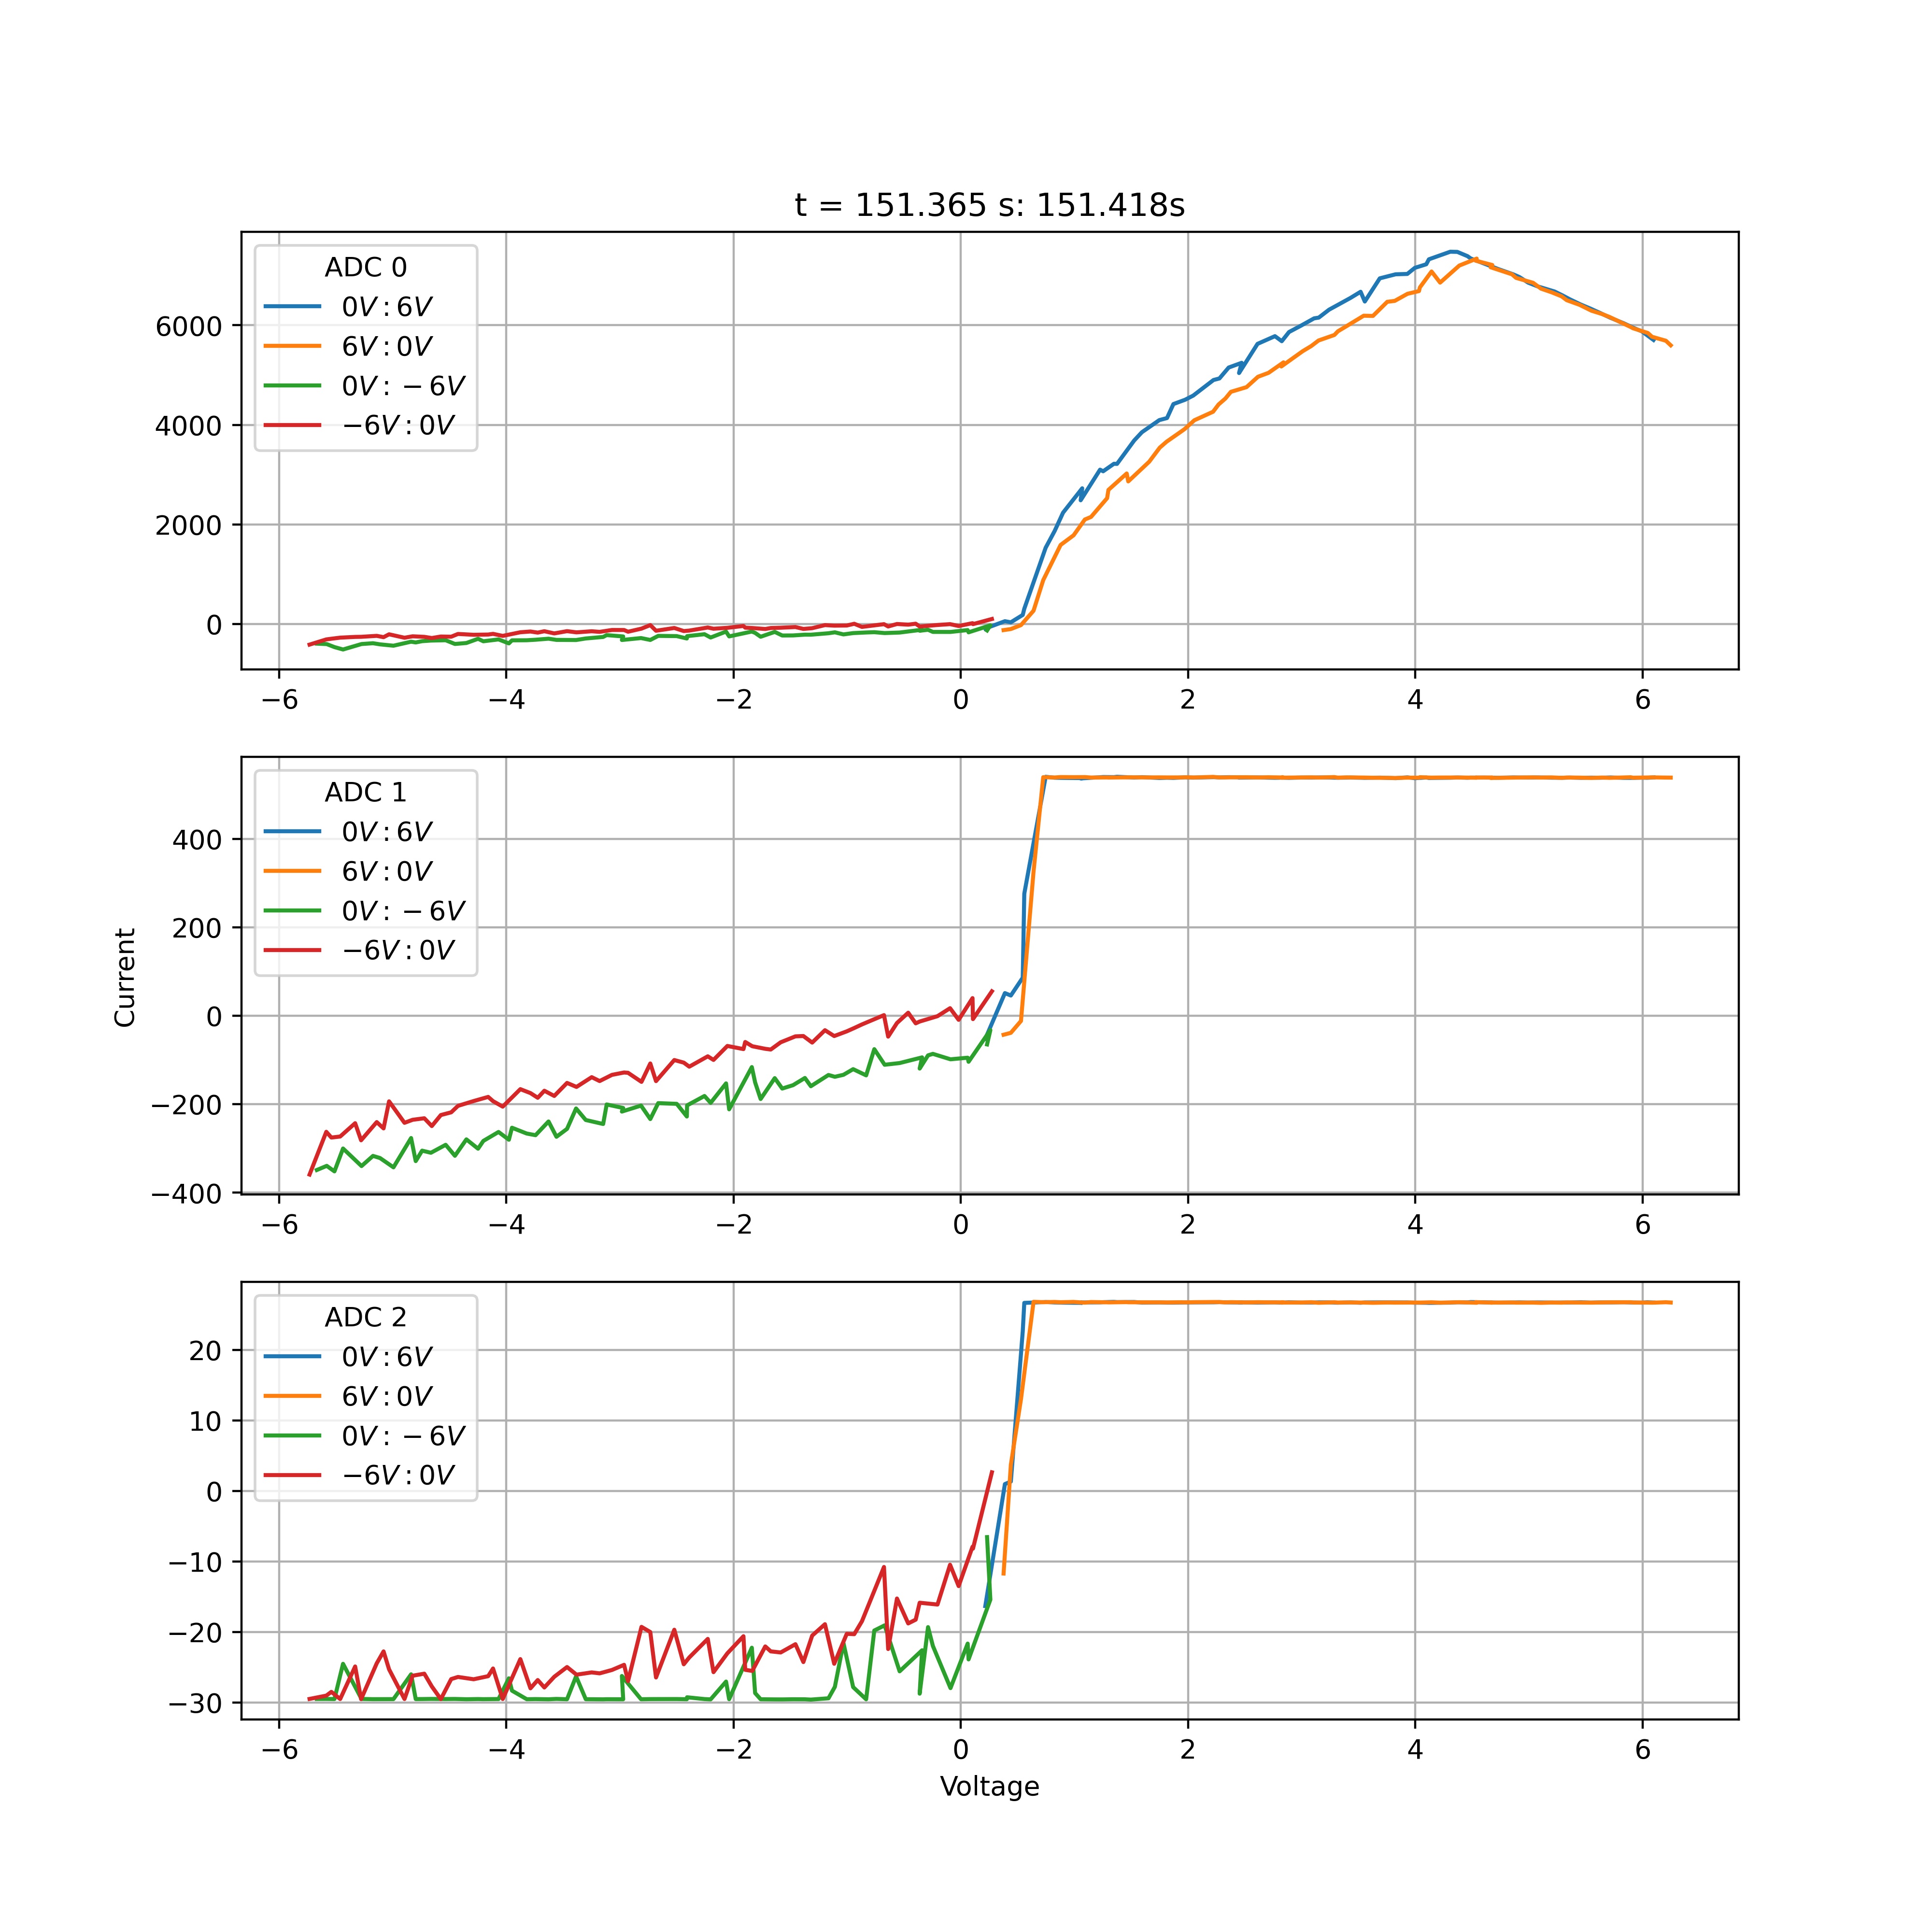 t = 151.365 s: 151.418s
ADC 0
0V : 6V
6V : 0V
0V : −6V
−6V : 0V
6000
4000
2000
0
−6 −4 −2 0 2 4 6
ADC 1
0V : 6V
6V : 0V
0V : −6V
−6V : 0V
400
200
0
−200
−400
Current
−6 −4 −2 0 2 4 6
ADC 2
0V : 6V
6V : 0V
0V : −6V
−6V : 0V
20
10
0
−10
−20
−30
−6 −4 −2 0 2 4 6
Voltage